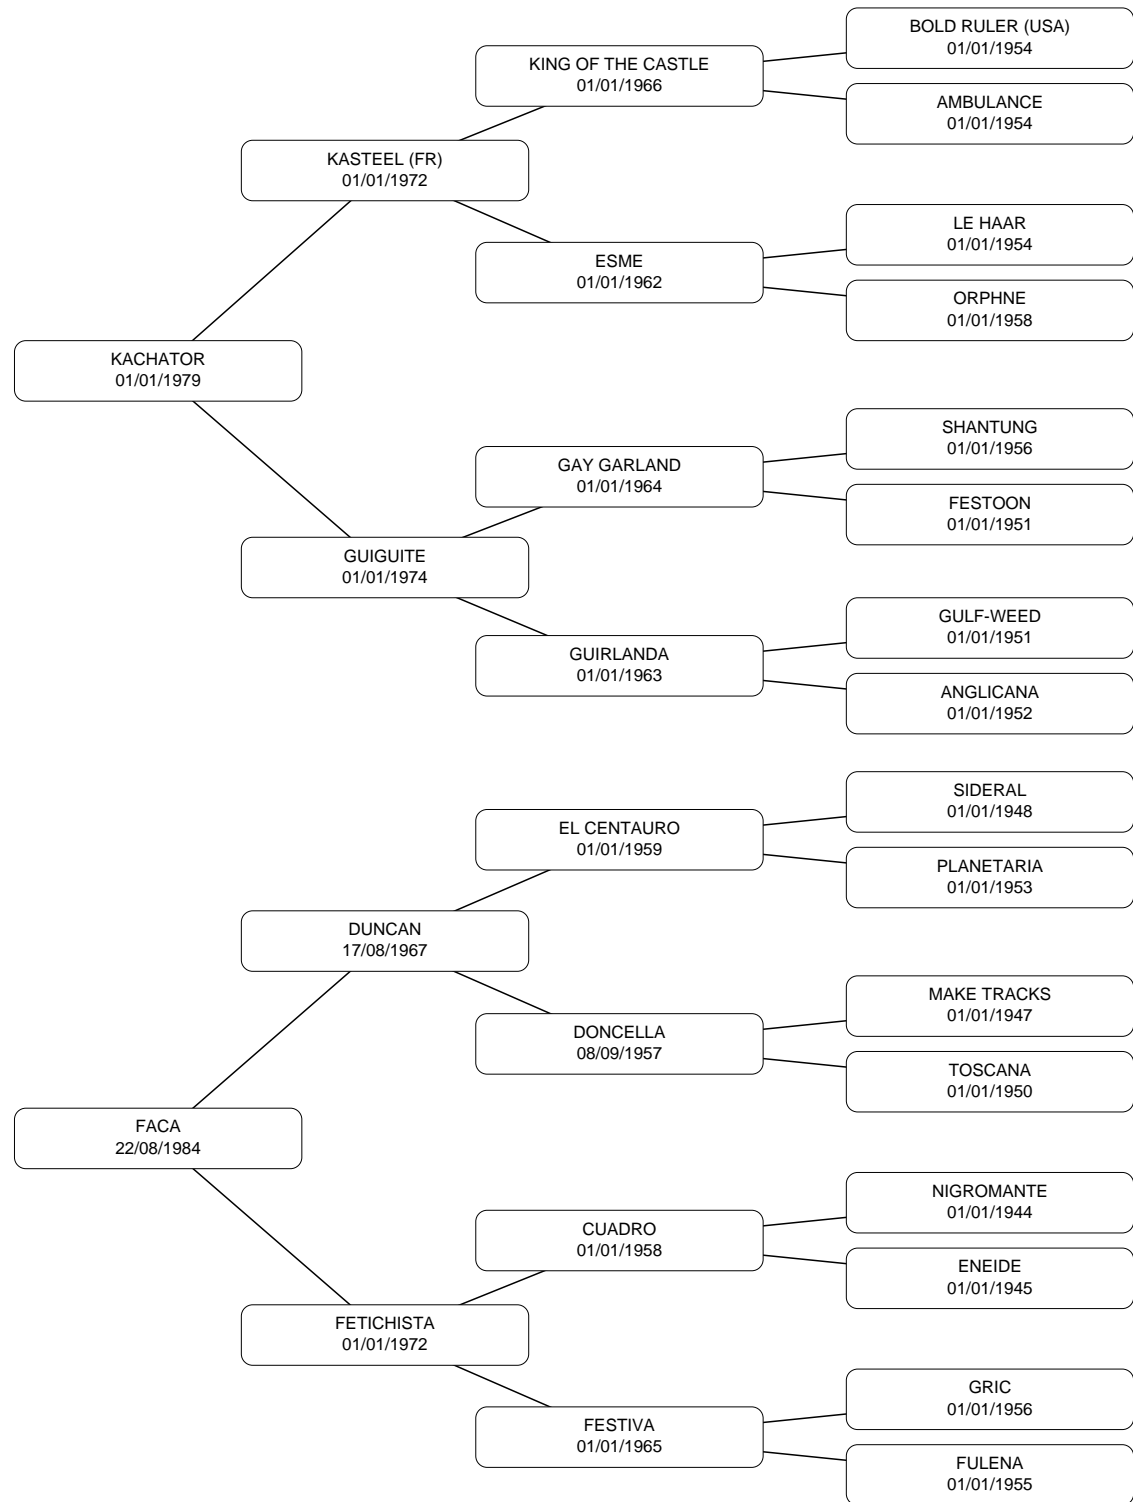 BOLD RULER (USA)
01/01/1954
KING OF THE CASTLE
01/01/1966
AMBULANCE
01/01/1954
KASTEEL (FR)
01/01/1972
LE HAAR
01/01/1954
ESME
01/01/1962
ORPHNE
01/01/1958
KACHATOR
01/01/1979
SHANTUNG
01/01/1956
GAY GARLAND
01/01/1964
FESTOON
01/01/1951
GUIGUITE
01/01/1974
GULF-WEED
01/01/1951
GUIRLANDA
01/01/1963
ANGLICANA
01/01/1952
SIDERAL
01/01/1948
EL CENTAURO
01/01/1959
PLANETARIA
01/01/1953
DUNCAN
17/08/1967
MAKE TRACKS
01/01/1947
DONCELLA
08/09/1957
TOSCANA
01/01/1950
FACA
22/08/1984
NIGROMANTE
01/01/1944
CUADRO
01/01/1958
ENEIDE
01/01/1945
FETICHISTA
01/01/1972
GRIC
01/01/1956
FESTIVA
01/01/1965
FULENA
01/01/1955